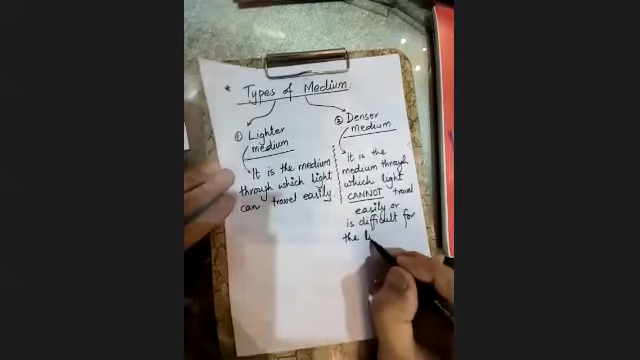 * Types of Medium
① Lighter
medium
It is the medium
through which light
can travel easily.
② Denser
medium
It is the
medium through
which light
CANNOT travel
easily or
is difficult for
the l